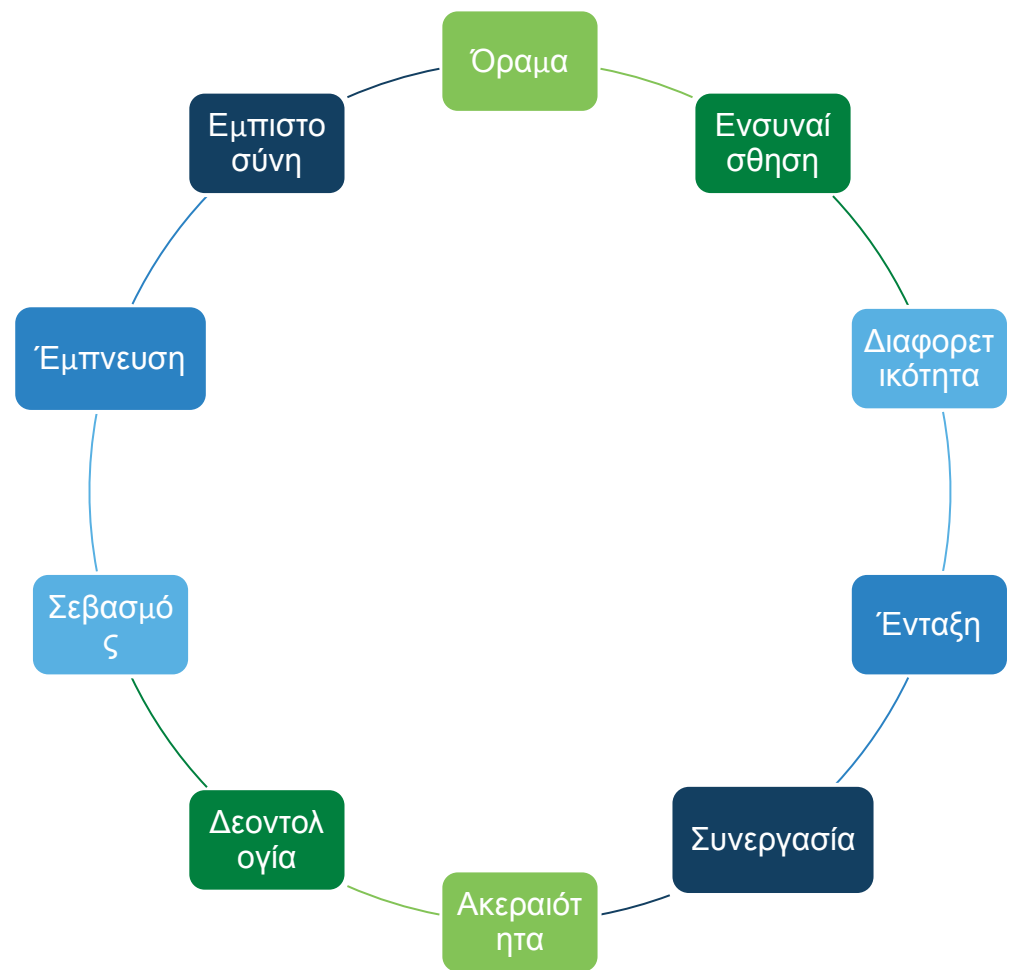 Όραμα
Ενσυναί
σθηση
Διαφορετ
ικότητα
Ένταξη
Συνεργασία
Ακεραιότ
ητα
Δεοντολ
ογία
Σεβασμό
ς
Έμπνευση
Εμπιστο
σύνη